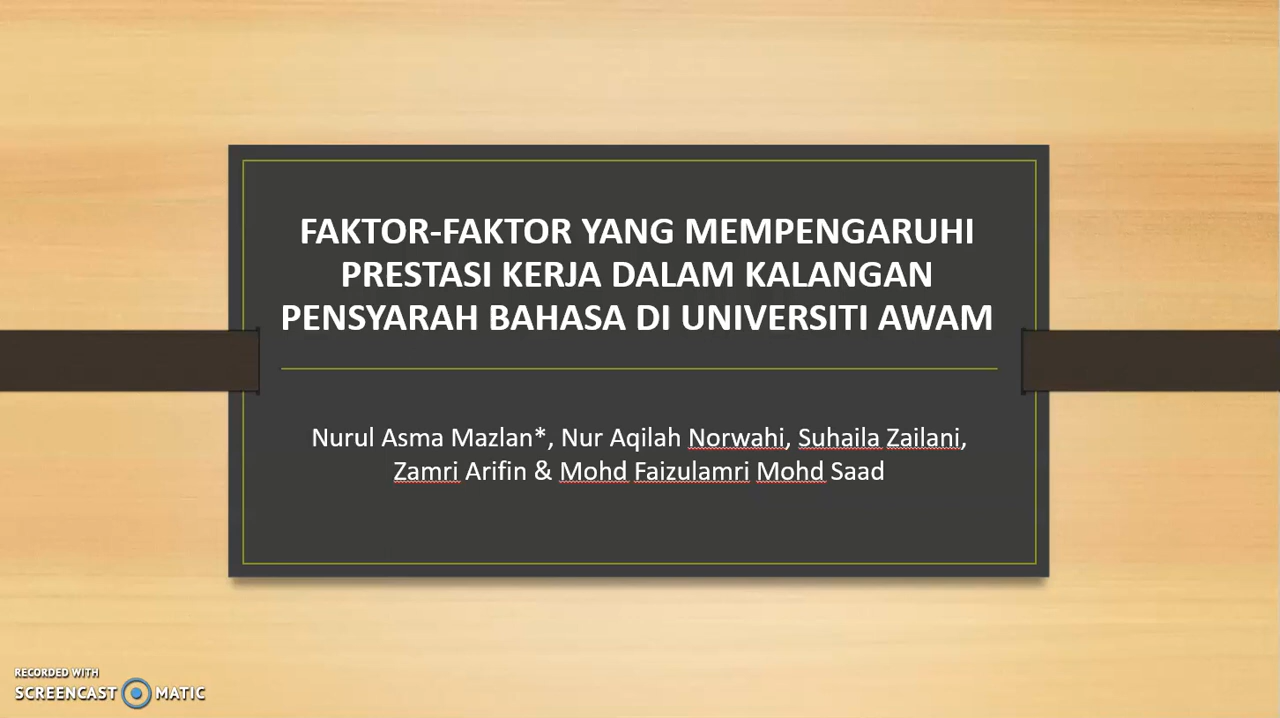 FAKTOR-FAKTOR YANG MEMPENGARUHI
PRESTASI KERJA DALAM KALANGAN
PENSYARAH BAHASA DI UNIVERSITI AWAM
Nurul Asma Mazlan*, Nur Aqilah Norwahi, Suhaila Zailani,
Zamri Arifin & Mohd Faizulamri Mohd Saad
RECORDED WITH
SCREENCAST MATIC